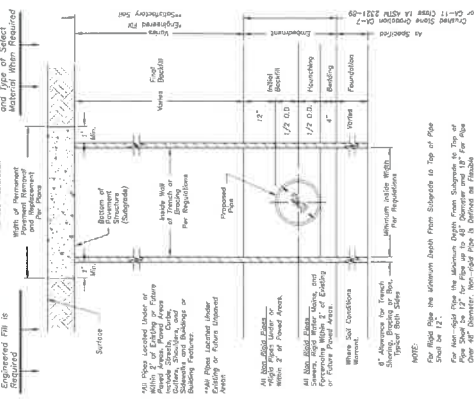 Engineered Fill is
Required
Width of Permanent
Pavement Removal
and Replacement
Per Plans
and Type of Select
Material When Required
Surface
1'
Min.
1'
Min.
Bottom of
Pavement
Structure
(Subgrade)
Inside Wall
of Trench or
Bracing
Per Regulations
Proposed
Pipe
Minimum Inside Width
Per Regulations
Final
Backfill
Varies
Initial
Backfill
12"
1/2 O.D.
Haunching
1/2 O.D.
Bedding
4"
Foundation
Varies
*Engineered Fill
**Satisfactory Soil
Varies
Embedment
As Specified
Crushed Stone Gradation CA-7
or CA-11 Class IA ASTM 2321-89
*All Pipes Located Under or
Within 2' of Existing or Future
Paved Areas. Paved Areas
Include Streets, Curbs,
Gutters, Shoulders, and
Sidewalks and Buildings or
Building Features.
**All Pipes Located Under
Existing or Future Unpaved
Areas
All Non Rigid Pipes
*Rigid Pipes Under or
Within 2' of Paved Areas.
All Non Rigid Pipes
Sewers, Rigid Water Mains, and
Forcemains Within 2' of Existing
or Future Paved Areas.
Where Soil Conditions
Warrant.
6" Allowance for Trench
Shoring, Bracing or Box,
Typical Both Sides
NOTE:
For Rigid Pipe the Minimum Depth From Subgrade to Top of Pipe
Shall be 12".
For Non-rigid Pipe the Minimum Depth From Subgrade to Top of
Pipe Shall be 12" for Pipe up to 48" Diameter and 18" For Pipe
Over 48" Diameter. Non-rigid Pipe is Defined as Flexible